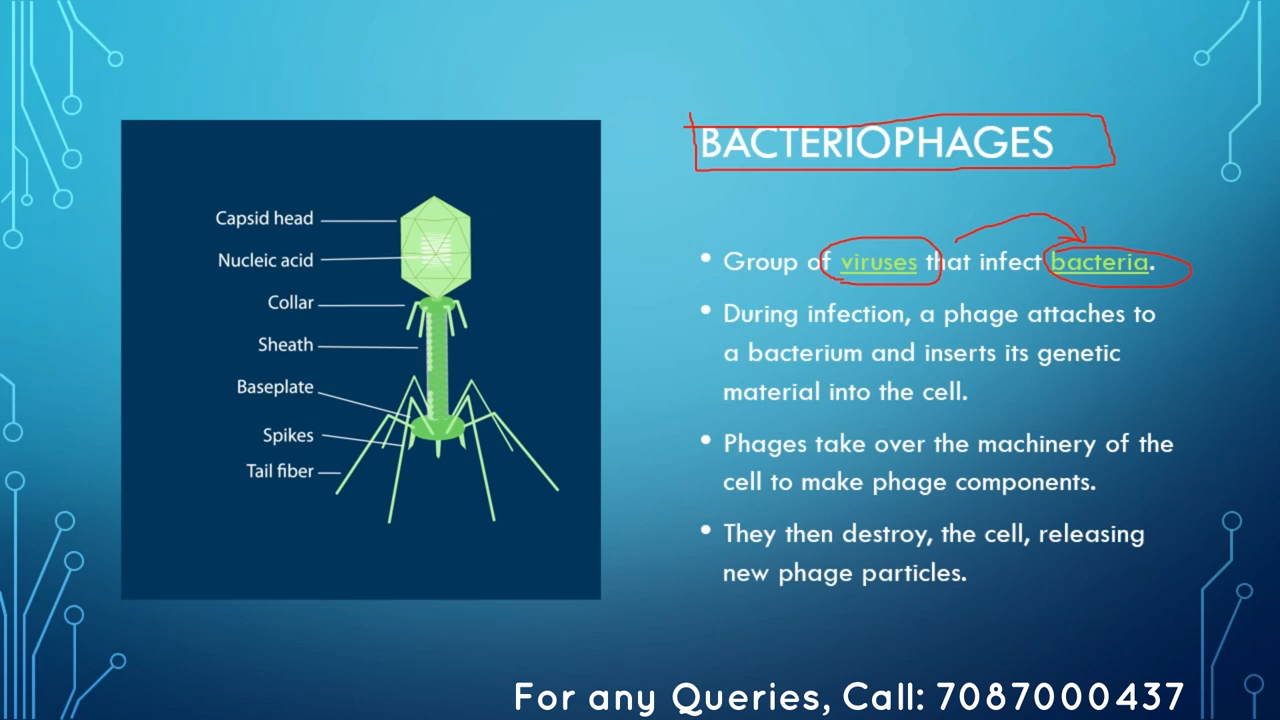 Capsid head
Nucleic acid
Collar
Sheath
Baseplate
Spikes
Tail fiber
BACTERIOPHAGES
• Group of viruses that infect bacteria.
• During infection, a phage attaches to
a bacterium and inserts its genetic
material into the cell.
• Phages take over the machinery of the
cell to make phage components.
• They then destroy, the cell, releasing
new phage particles.
For any Queries, Call: 7087000437